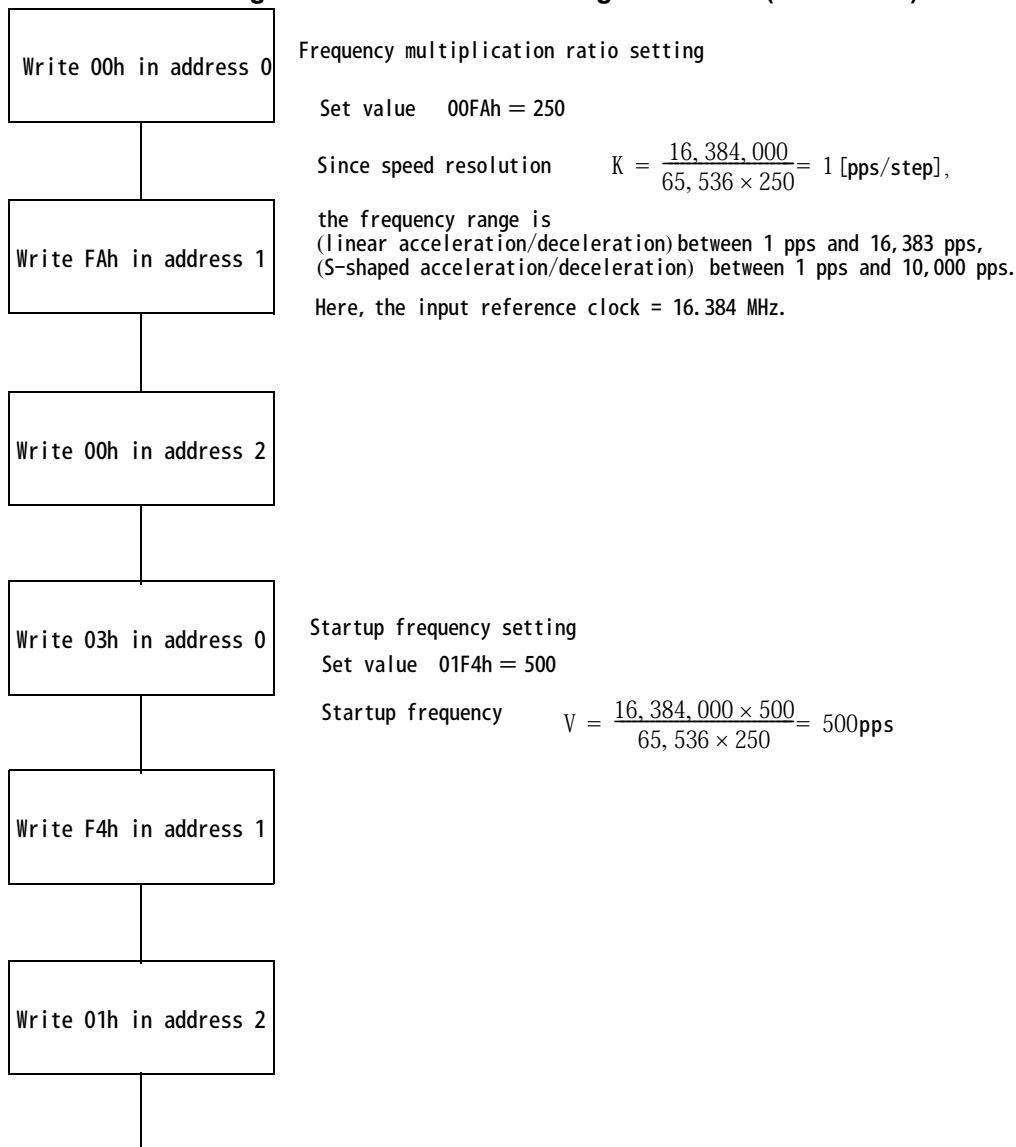 Write 00h in address 0
Frequency multiplication ratio setting
Set value 00FAh = 250
Since speed resolution K = 16,384,000 / 65,536 × 250 = 1 [pps/step],
the frequency range is
(linear acceleration/deceleration) between 1 pps and 16,383 pps,
Write FAh in address 1
(S-shaped acceleration/deceleration) between 1 pps and 10,000 pps.
Here, the input reference clock = 16.384 MHz.
Write 00h in address 2
Write 03h in address 0
Startup frequency setting
Set value 01F4h = 500
Startup frequency V = 16,384,000 × 500 / 65,536 × 250 = 500pps
Write F4h in address 1
Write 01h in address 2